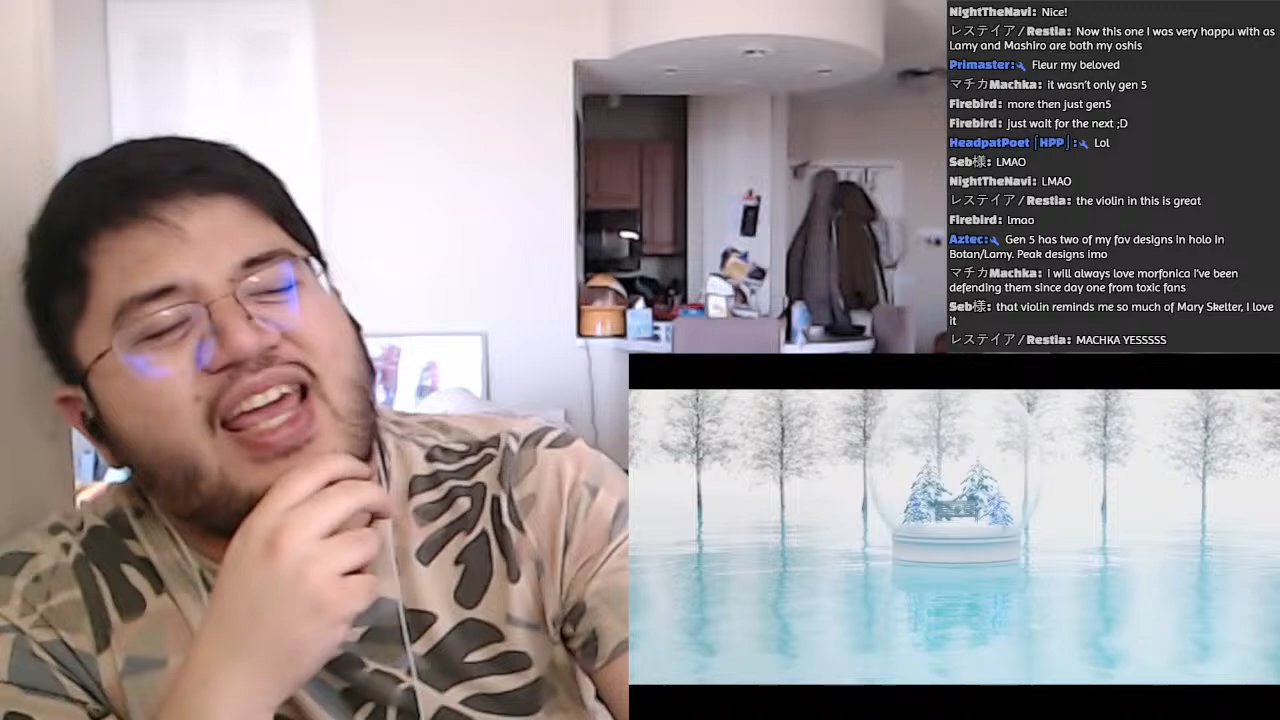 NightTheNavi: Nice!
レステイア/Restia: Now this one I was very happu with as
Lamy and Mashiro are both my oshis
Primaster: Fleur my beloved
マチカMachka: it wasn't only gen 5
Firebird: more then just gen5
Firebird: just wait for the next ;D
HeadpatPoet [HPP]: Lol
Seb様: LMAO
NightTheNavi: LMAO
レステイア/Restia: the violin in this is great
Firebird: lmao
Aztec: Gen 5 has two of my fav designs in holo in
Botan/Lamy. Peak designs imo
マチカMachka: I will always love morfonica I've been
defending them since day one from toxic fans
Seb様: that violin reminds me so much of Mary Skelter, I love
it
レステイア/Restia: MACHKA YESSSSS